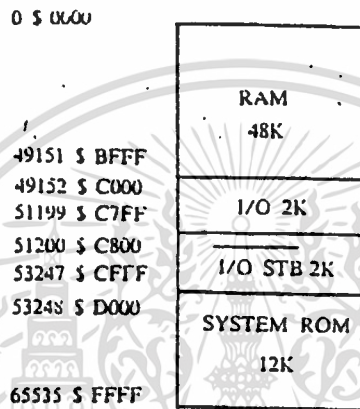 0 $ 0000
RAM
48K
49151 $ BFFF
49152 $ C000
51199 $ C7FF
I/O 2K
51200 $ C800
53247 $ CFFF
I/O STB 2K
53248 $ D000
SYSTEM ROM
12K
65535 $ FFFF